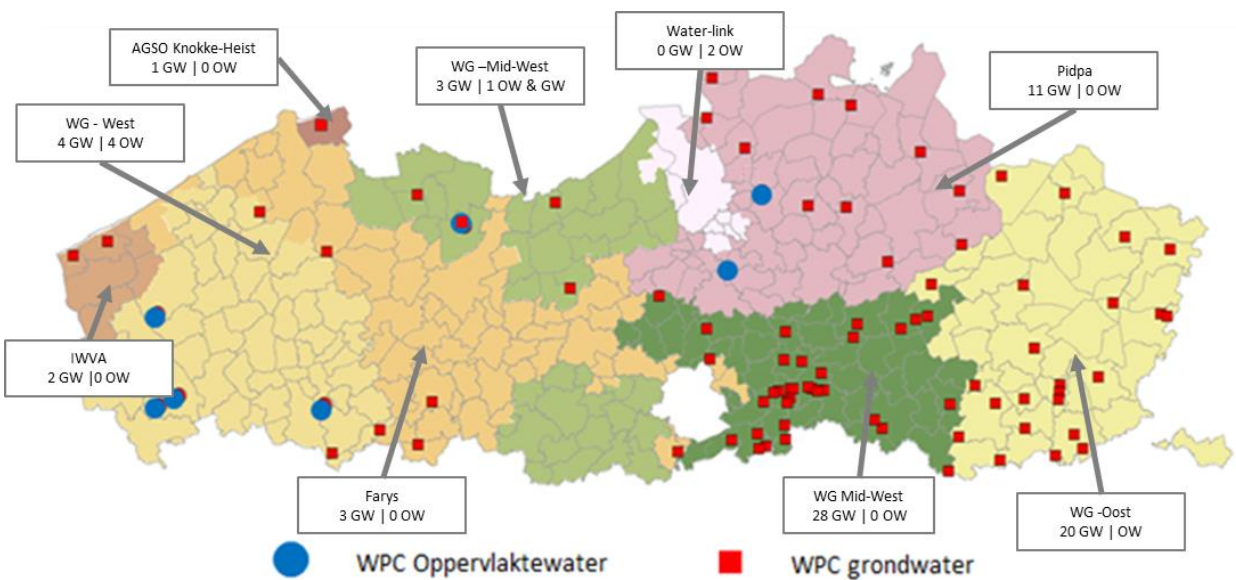 Water-link
0 GW | 2 OW
AGSO Knokke-Heist
1 GW | 0 OW
WG –Mid-West
3 GW | 1 OW & GW
Pidpa
11 GW | 0 OW
WG - West
4 GW | 4 OW
IWVA
2 GW |0 OW
Farys
3 GW | 0 OW
WG Mid-West
28 GW | 0 OW
WG -Oost
20 GW | OW
WPC Oppervlaktewater
WPC grondwater